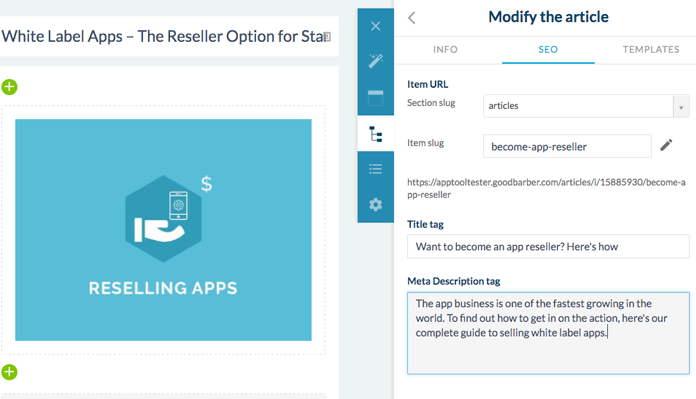 White Label Apps – The Reseller Option for
$
RESELLING APPS
Modify the article
INFO
SEO
TEMPLATES
Item URL
Section slug
articles
Item slug
become-app-reseller
https://apptooltester.goodbarber.com/articles/i/15885930/become-a
pp-reseller
Title tag
Want to become an app reseller? Here's how
Meta Description tag
The app business is one of the fastest growing in the
world. To find out how to get in on the action, here's our
complete guide to selling white label apps.